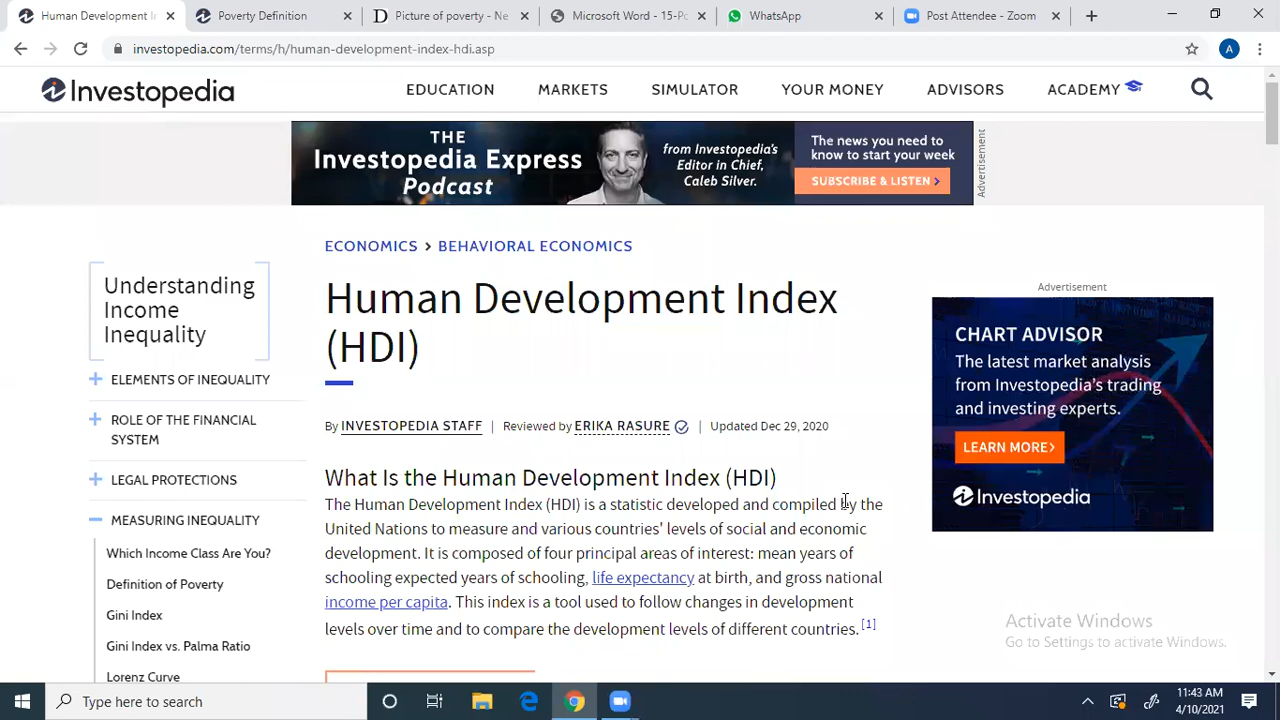 Human Development I
Poverty Definition
Picture of poverty - Ne
Microsoft Word - 15-Po
WhatsApp
Post Attendee - Zoom
investopedia.com/terms/h/human-development-index-hdi.asp
A
Investopedia
EDUCATION
MARKETS
SIMULATOR
YOUR MONEY
ADVISORS
ACADEMY
THE
Investopedia Express
Podcast
from Investopedia's
Editor in Chief,
Caleb Silver.
The news you need to
know to start your week
SUBSCRIBE & LISTEN >
Advertisement
ECONOMICS > BEHAVIORAL ECONOMICS
Understanding
Income
Inequality
+ ELEMENTS OF INEQUALITY
+ ROLE OF THE FINANCIAL
SYSTEM
+ LEGAL PROTECTIONS
– MEASURING INEQUALITY
Which Income Class Are You?
Definition of Poverty
Gini Index
Gini Index vs. Palma Ratio
Lorenz Curve
Human Development Index
(HDI)
By INVESTOPEDIA STAFF | Reviewed by ERIKA RASURE | Updated Dec 29, 2020
What Is the Human Development Index (HDI)
The Human Development Index (HDI) is a statistic developed and compiled by the
United Nations to measure and various countries' levels of social and economic
development. It is composed of four principal areas of interest: mean years of
schooling expected years of schooling, life expectancy at birth, and gross national
income per capita. This index is a tool used to follow changes in development
levels over time and to compare the development levels of different countries. [1]
Advertisement
CHART ADVISOR
The latest market analysis
from Investopedia's trading
and investing experts.
LEARN MORE >
Investopedia
Activate Windows
Go to Settings to activate Windows.
Type here to search
11:43 AM
4/10/2021